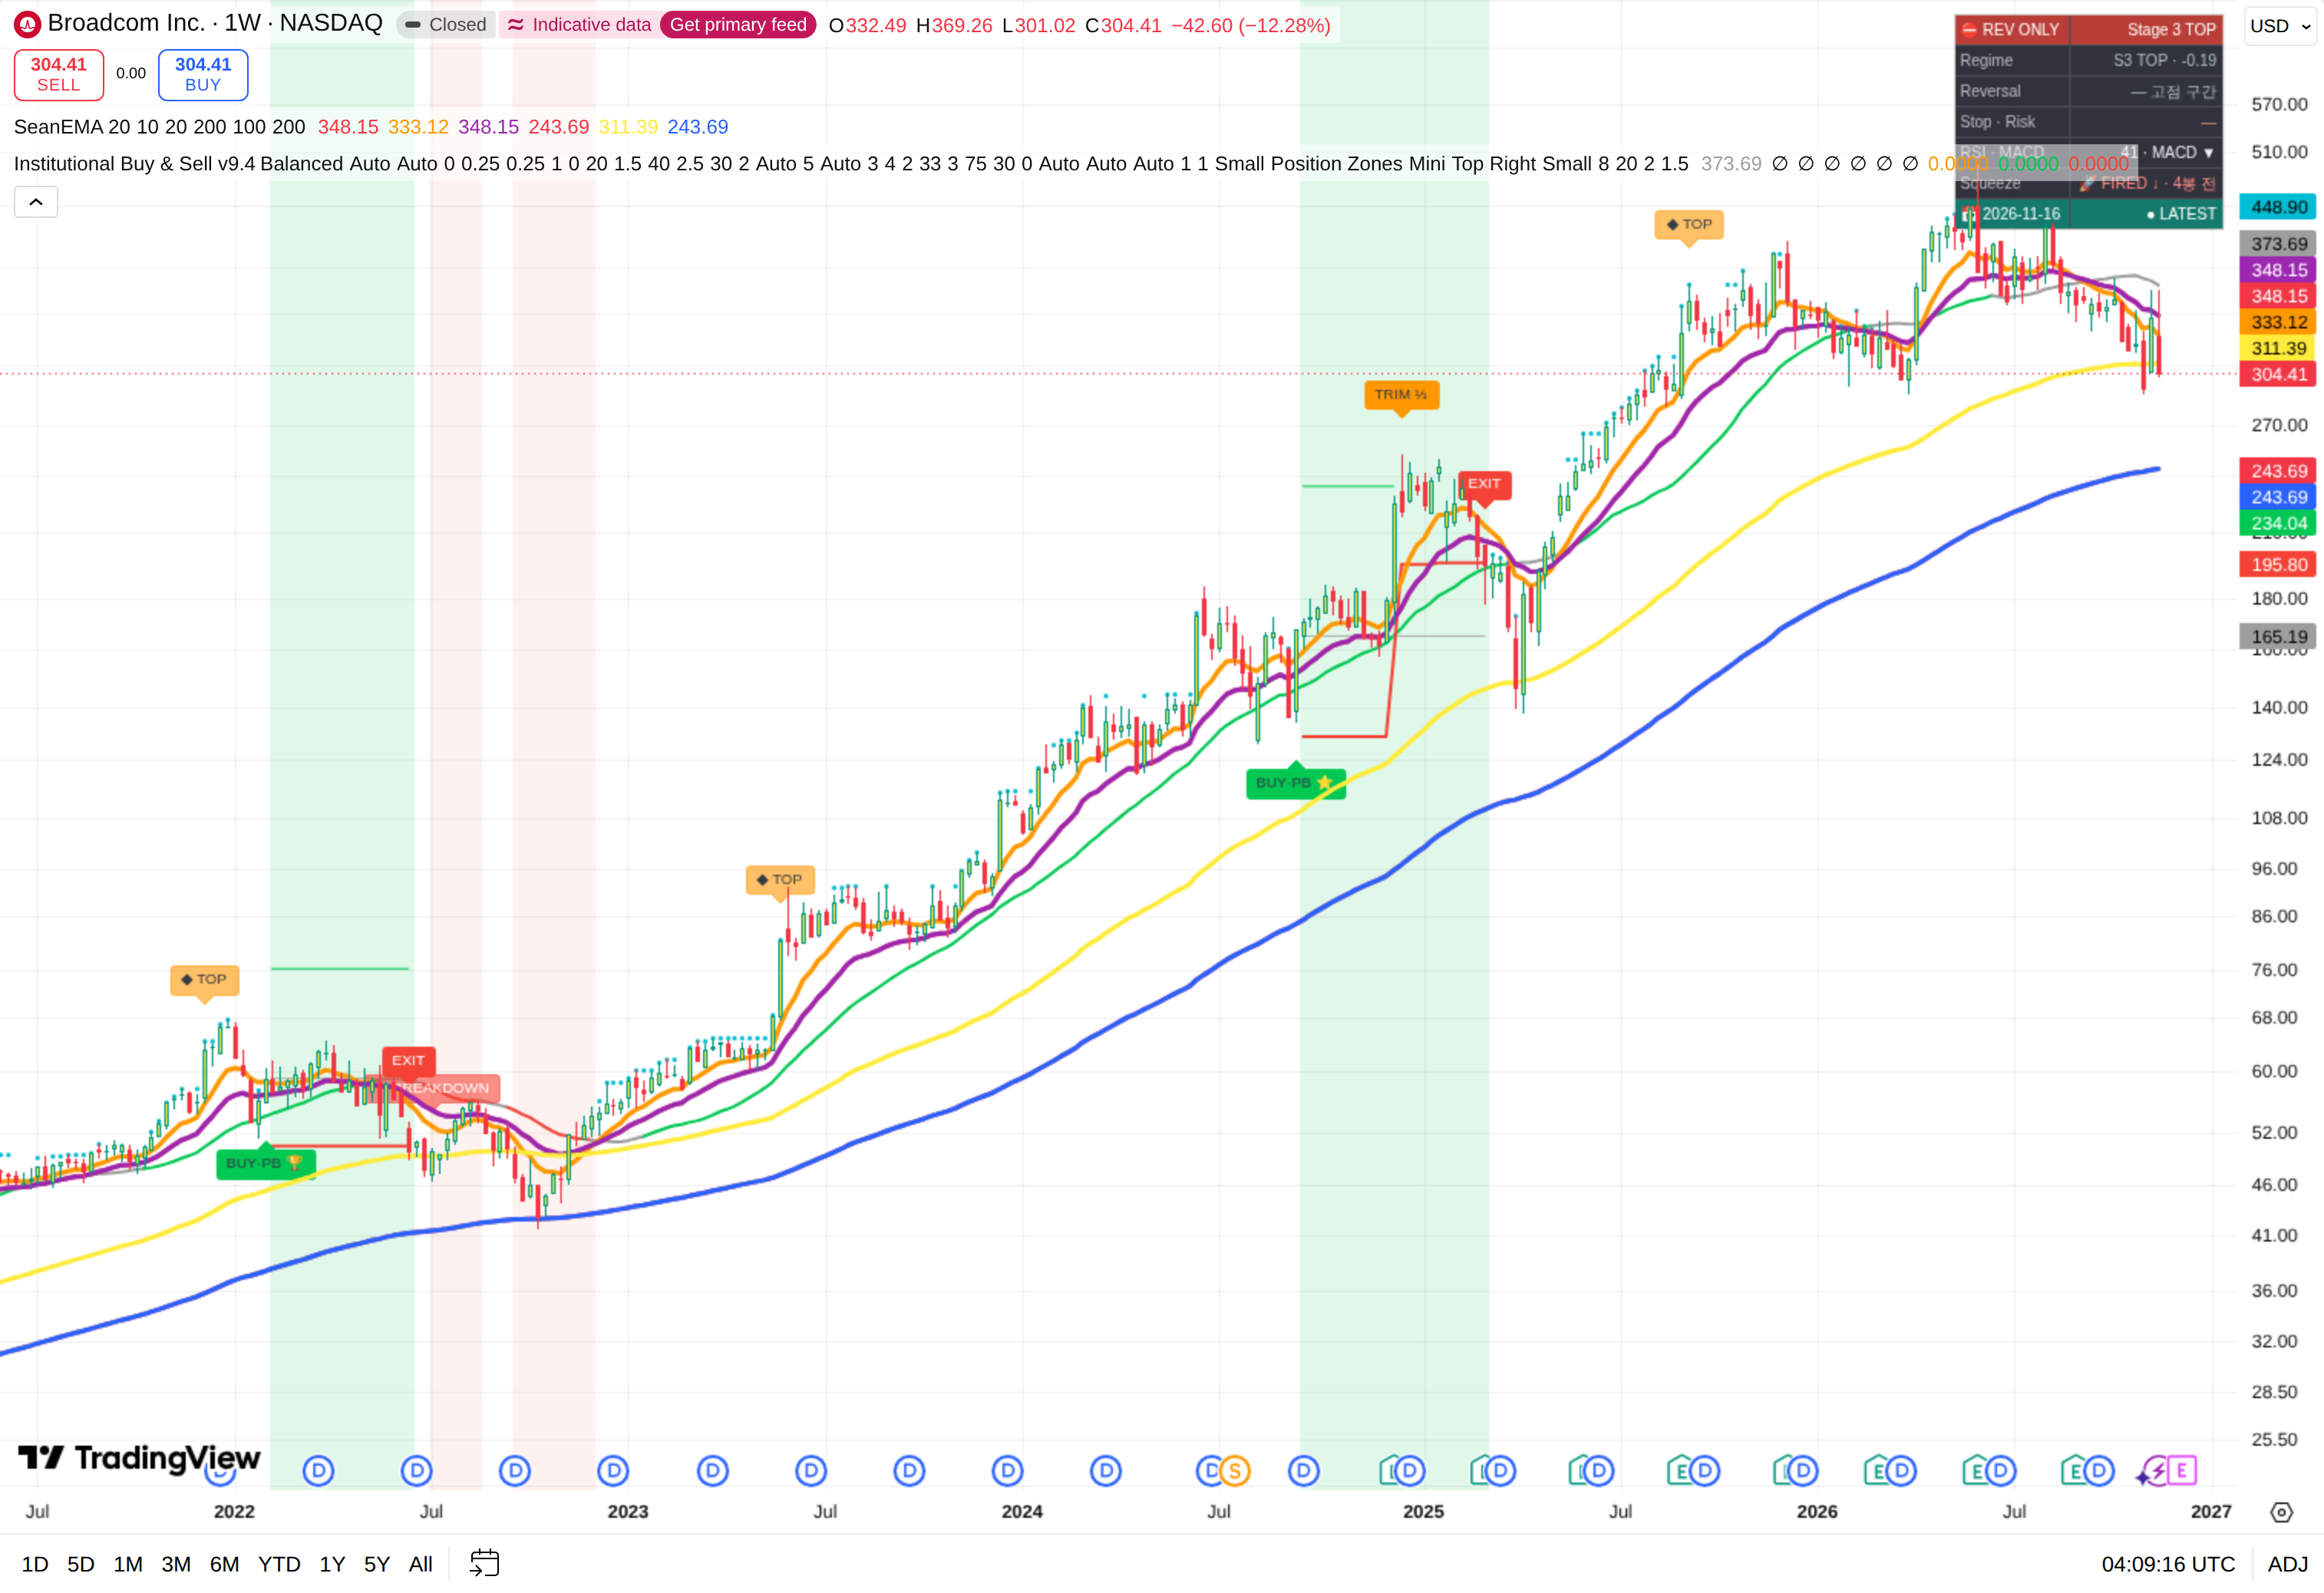 Broadcom Inc. · 1W · NASDAQ Closed Indicative data Get primary feed O332.49 H369.26 L301.02 C304.41 −42.60 (−12.28%)
304.41 SELL 0.00 304.41 BUY
SeanEMA 20 10 20 200 100 200 348.15 333.12 348.15 243.69 311.39 243.69
Institutional Buy & Sell v9.4 Balanced Auto Auto 0 0.25 0.25 1 0 20 1.5 40 2.5 30 2 Auto 5 Auto 3 4 2 33 3 75 30 0 Auto Auto Auto 1 1 Small Position Zones Mini Top Right Small 8 20 2 1.5 373.69 ∅ ∅ ∅ ∅ ∅ ∅ 0.0000 0.0000 0.0000
⛔ REV ONLY Stage 3 TOP
Regime S3 TOP · -0.19
Reversal — 고점 구간
Stop · Risk —
RSI · MACD 41 · MACD ▼
Squeeze 🚀 FIRED ↓ · 4봉 전
2026-11-16 ● LATEST
USD
570.00
510.00
448.90
373.69
348.15
348.15
333.12
311.39
304.41
270.00
243.69
243.69
234.04
195.80
180.00
165.19
140.00
124.00
108.00
96.00
86.00
76.00
68.00
60.00
52.00
46.00
41.00
36.00
32.00
28.50
25.50
◆ TOP
TRIM ⅓
EXIT
BUY-PB ⭐
◆ TOP
◆ TOP
EXIT
BREAKDOWN
BUY-PB 🏆
TradingView
D D D D D D D D D D D S D D D D E D D E D E D E D E
Jul 2022 Jul 2023 Jul 2024 Jul 2025 Jul 2026 Jul 2027
1D 5D 1M 3M 6M YTD 1Y 5Y All 04:09:16 UTC ADJ